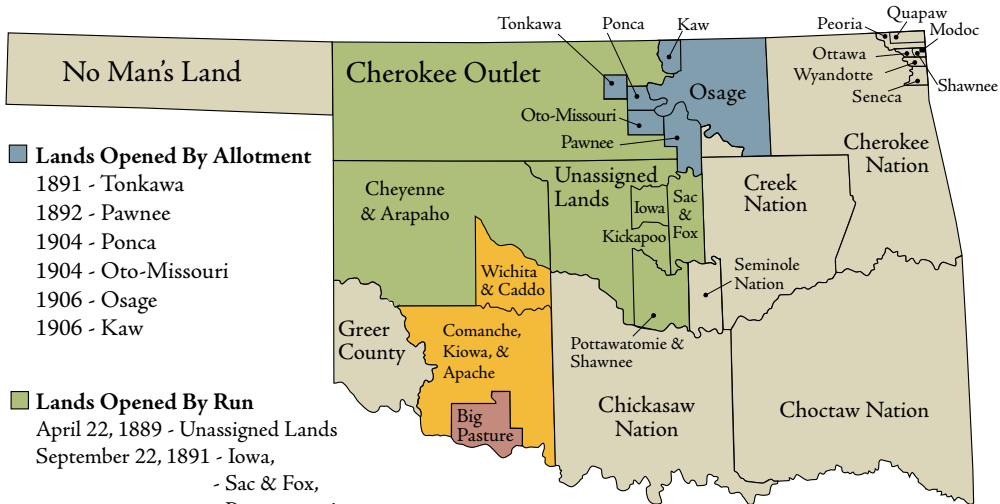 Quapaw
Tonkawa
Ponca
Kaw
Peoria
Modoc
Ottawa
Wyandotte
Shawnee
Seneca
No Man's Land
Cherokee Outlet
Osage
Oto-Missouri
Pawnee
Cherokee
Nation
Unassigned
Lands
Cheyenne
& Arapaho
Iowa
Sac
&
Fox
Kickapoo
Creek
Nation
Seminole
Nation
Wichita
& Caddo
Greer
County
Comanche,
Kiowa, &
Apache
Pottawatomie &
Shawnee
Big
Pasture
Chickasaw
Nation
Choctaw Nation
Lands Opened By Allotment
1891 - Tonkawa
1892 - Pawnee
1904 - Ponca
1904 - Oto-Missouri
1906 - Osage
1906 - Kaw
Lands Opened By Run
April 22, 1889 - Unassigned Lands
September 22, 1891 - Iowa,
- Sac & Fox,